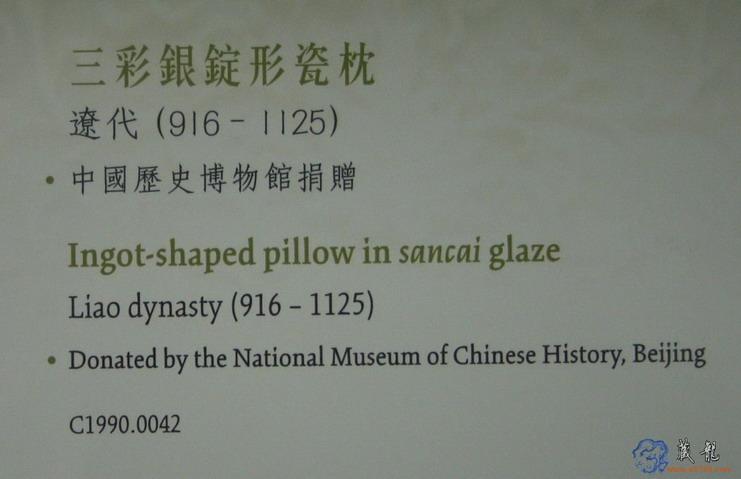 三彩銀錠形瓷枕
遼代 (916 – 1125)
• 中國歷史博物館捐贈
Ingot-shaped pillow in sancai glaze
Liao dynasty (916 – 1125)
• Donated by the National Museum of Chinese History, Beijing
C1990.0042
藏龍